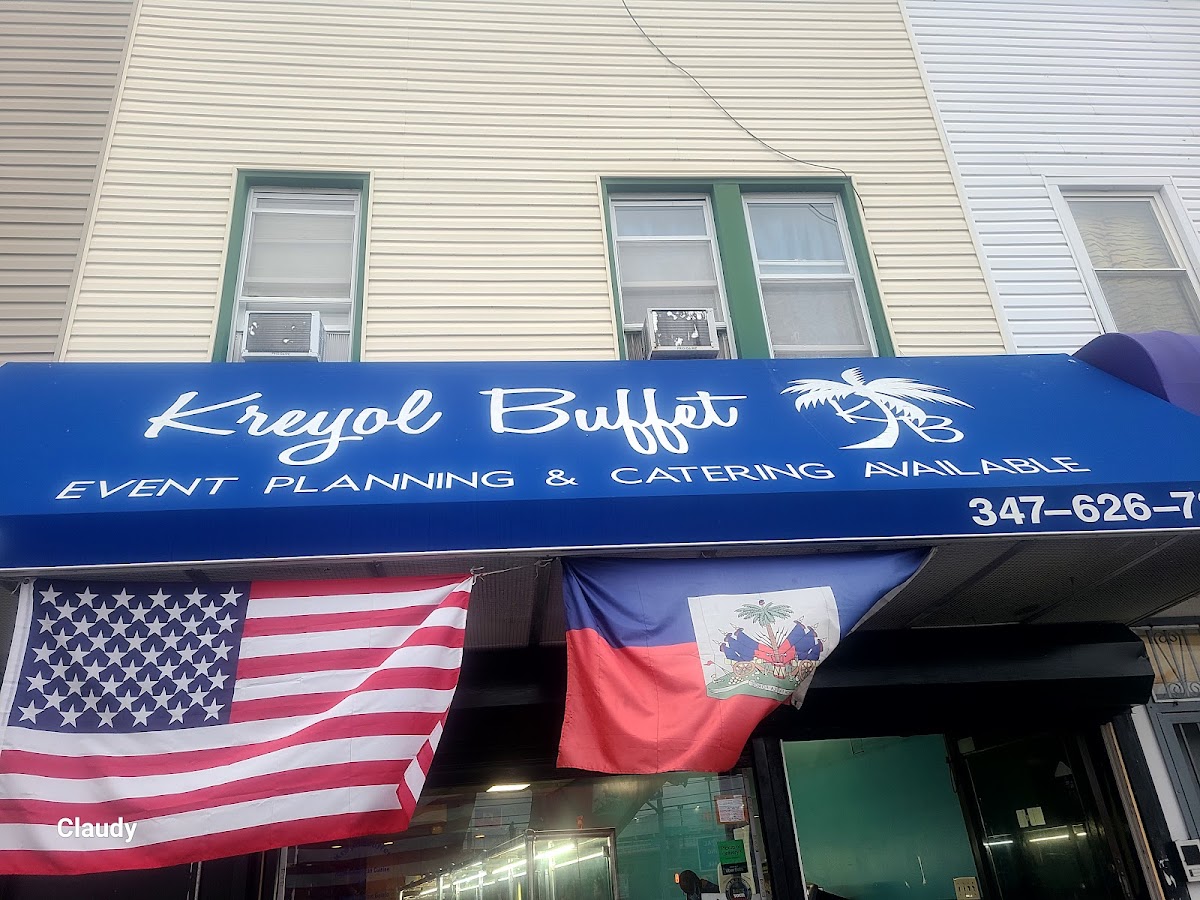 Kreyol Buffet
KB
EVENT PLANNING & CATERING AVAILABLE
347-626-7
Claudy